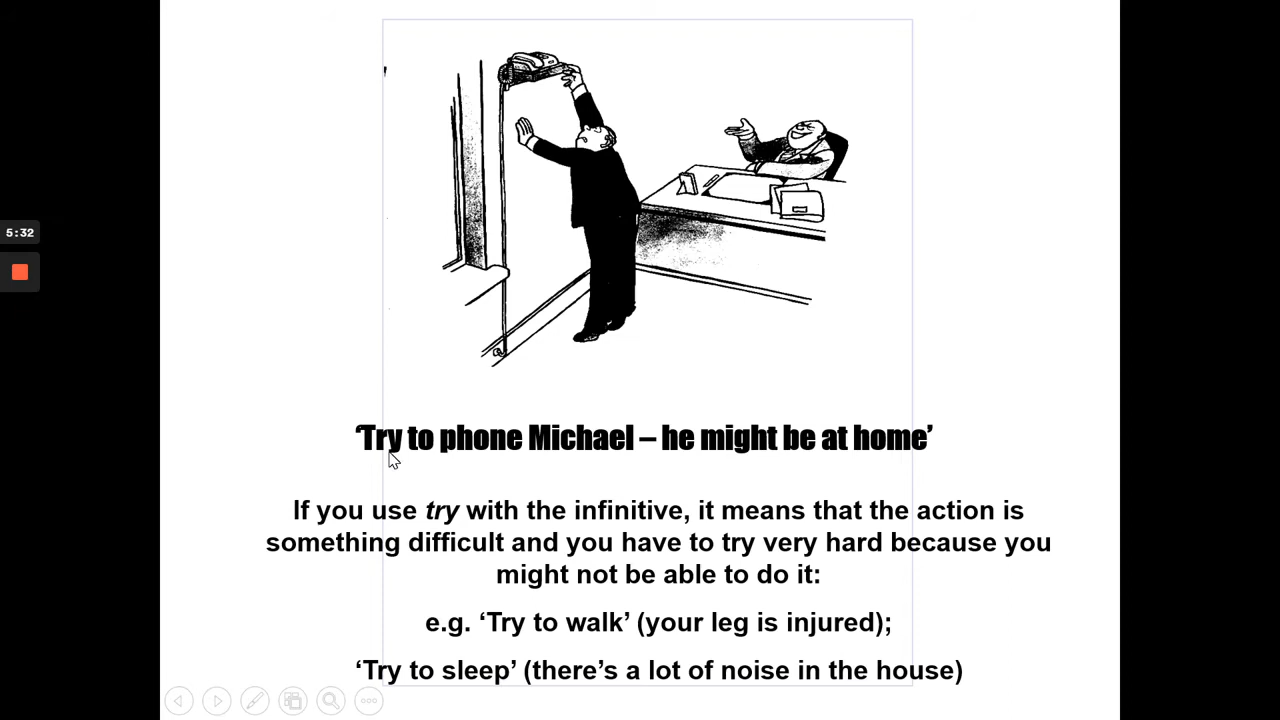 5:32
‘Try to phone Michael – he might be at home’
If you use try with the infinitive, it means that the action is
something difficult and you have to try very hard because you
might not be able to do it:
e.g. ‘Try to walk’ (your leg is injured);
‘Try to sleep’ (there’s a lot of noise in the house)